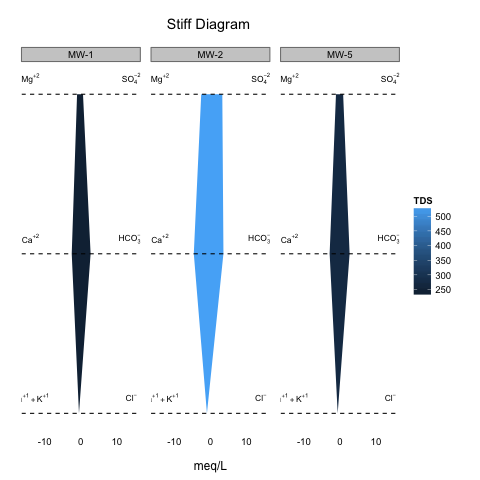 Stiff Diagram
MW-1 MW-2 MW-5
Mg⁺² SO₄⁻² Mg⁺² SO₄⁻² Mg⁺² SO₄⁻²
Ca⁺² HCO₃⁻ Ca⁺² HCO₃⁻ Ca⁺² HCO₃⁻
⁺¹ + K⁺¹ Cl⁻ ⁺¹ + K⁺¹ Cl⁻ ⁺¹ + K⁺¹ Cl⁻
-10 0 10 -10 0 10 -10 0 10
meq/L
TDS
500
450
400
350
300
250